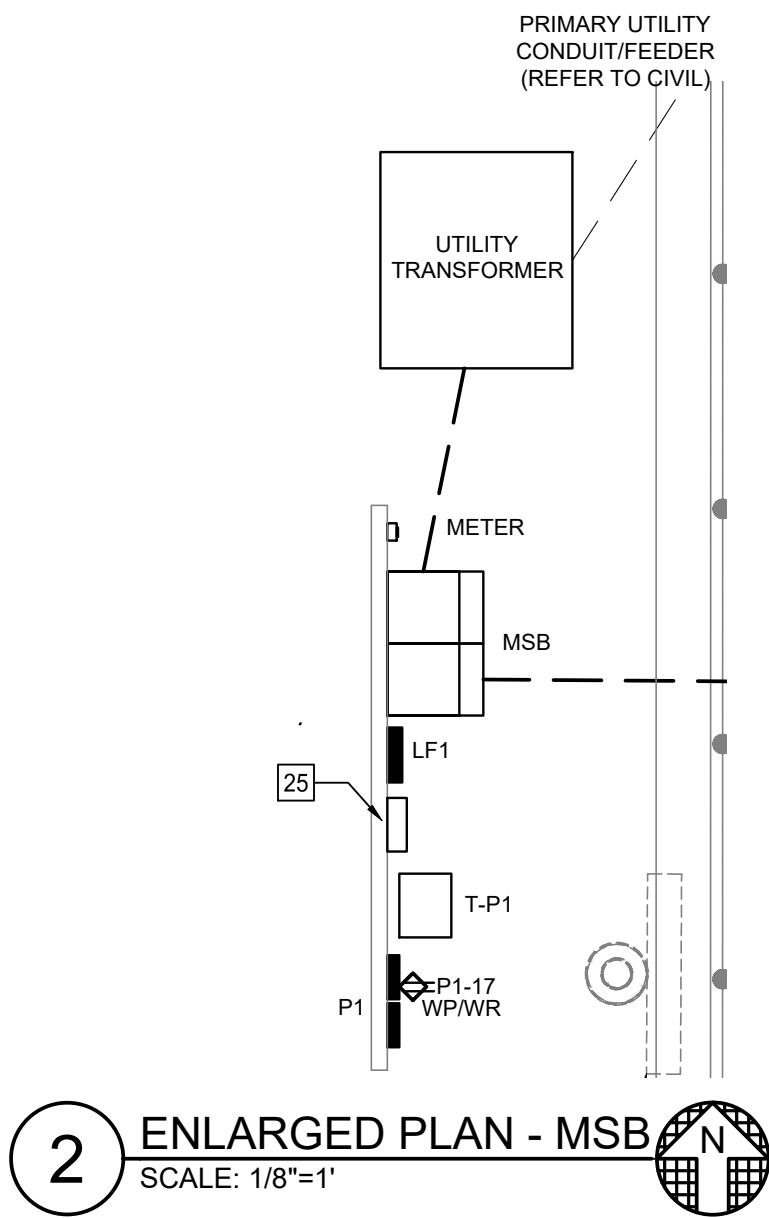 PRIMARY UTILITY
CONDUIT/FEEDER
(REFER TO CIVIL)
UTILITY
TRANSFORMER
METER
MSB
LF1
25
T-P1
P1-17
P1
WP/WR
2
ENLARGED PLAN - MSB
N
SCALE: 1/8"=1'